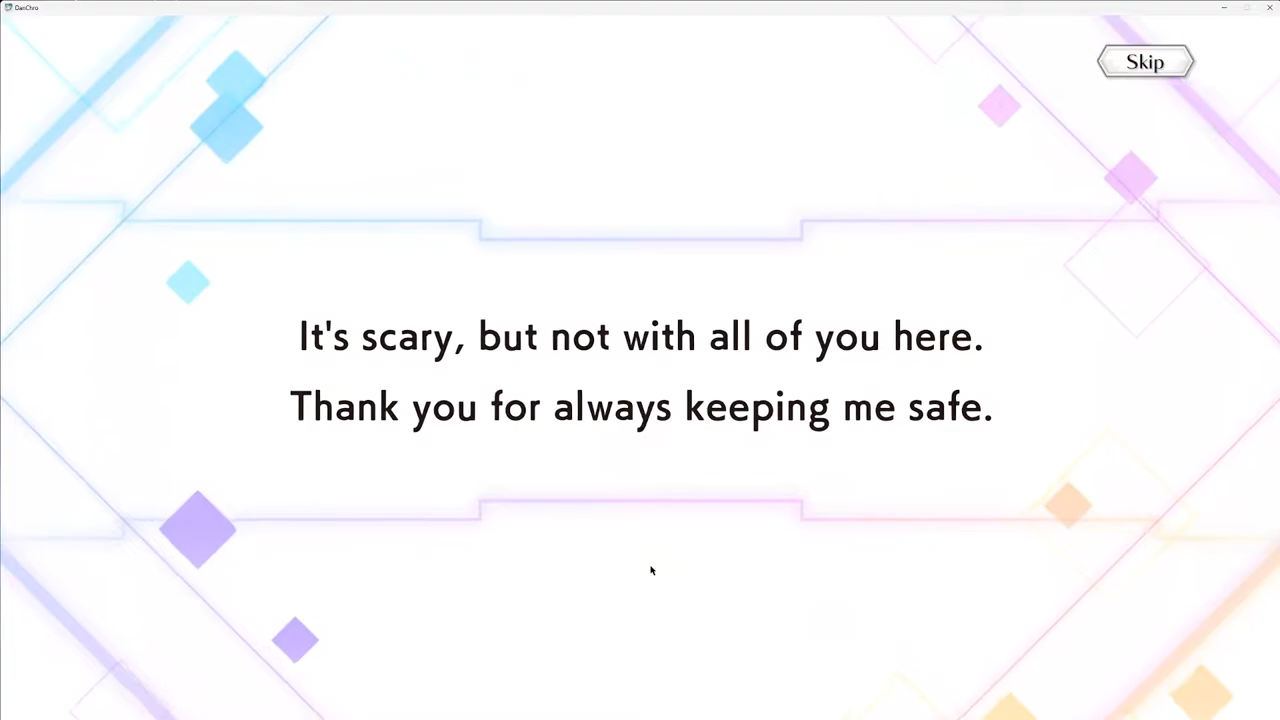 DanChro
Skip
It's scary, but not with all of you here.
Thank you for always keeping me safe.